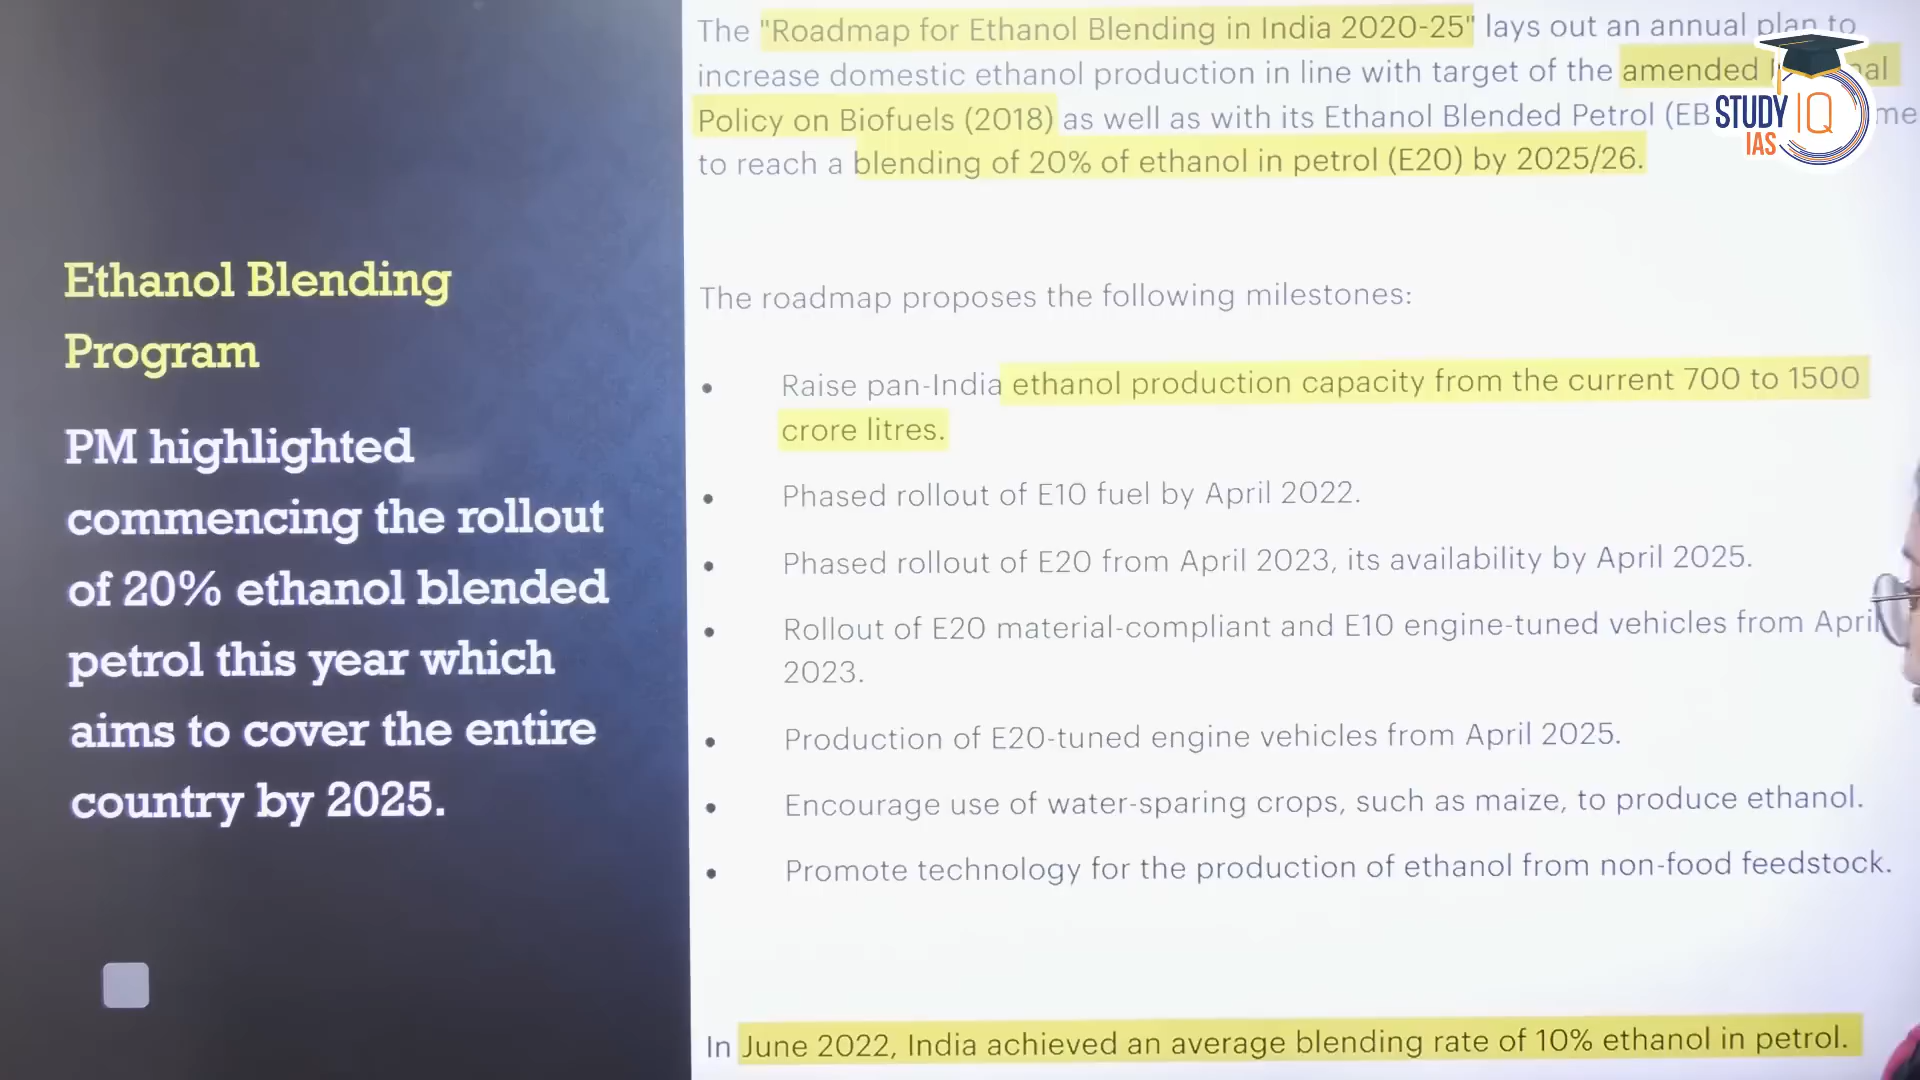 Ethanol Blending
Program
PM highlighted
commencing the rollout
of 20% ethanol blended
petrol this year which
aims to cover the entire
country by 2025.
The "Roadmap for Ethanol Blending in India 2020-25" lays out an annual plan to
increase domestic ethanol production in line with target of the amended
Policy on Biofuels (2018) as well as with its Ethanol Blended Petrol
to reach a blending of 20% of ethanol in petrol (E20) by 2025/26.
The roadmap proposes the following milestones:
• Raise pan-India ethanol production capacity from the current 700 to 1500
crore litres.
• Phased rollout of E10 fuel by April 2022.
• Phased rollout of E20 from April 2023, its availability by April 2025.
• Rollout of E20 material-compliant and E10 engine-tuned vehicles from April
2023.
• Production of E20-tuned engine vehicles from April 2025.
• Encourage use of water-sparing crops, such as maize, to produce ethanol.
• Promote technology for the production of ethanol from non-food feedstock.
In June 2022, India achieved an average blending rate of 10% ethanol in petrol.
STUDY IQ
IAS